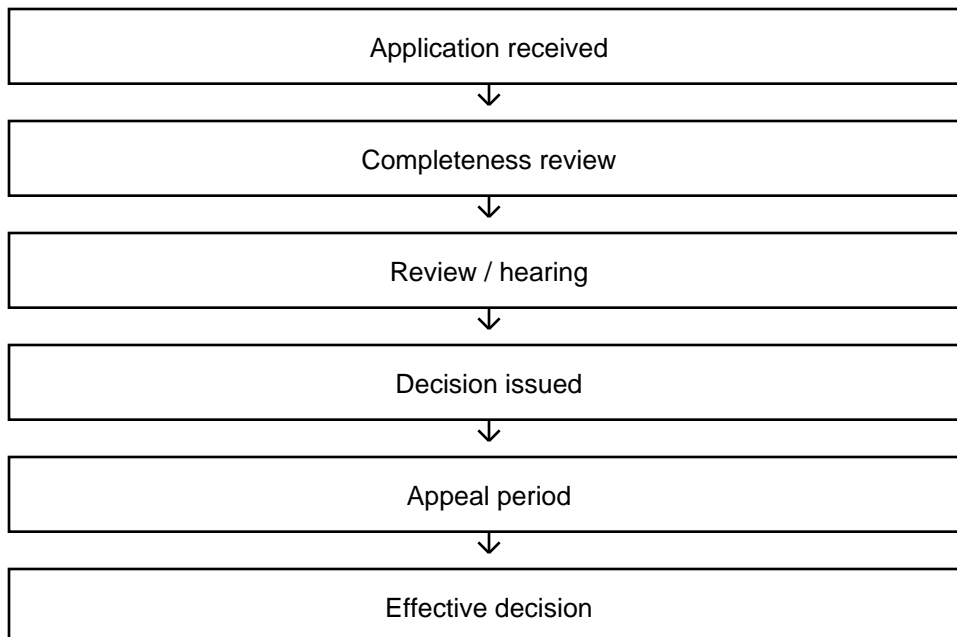 Application received
Completeness review
Review / hearing
Decision issued
Appeal period
Effective decision